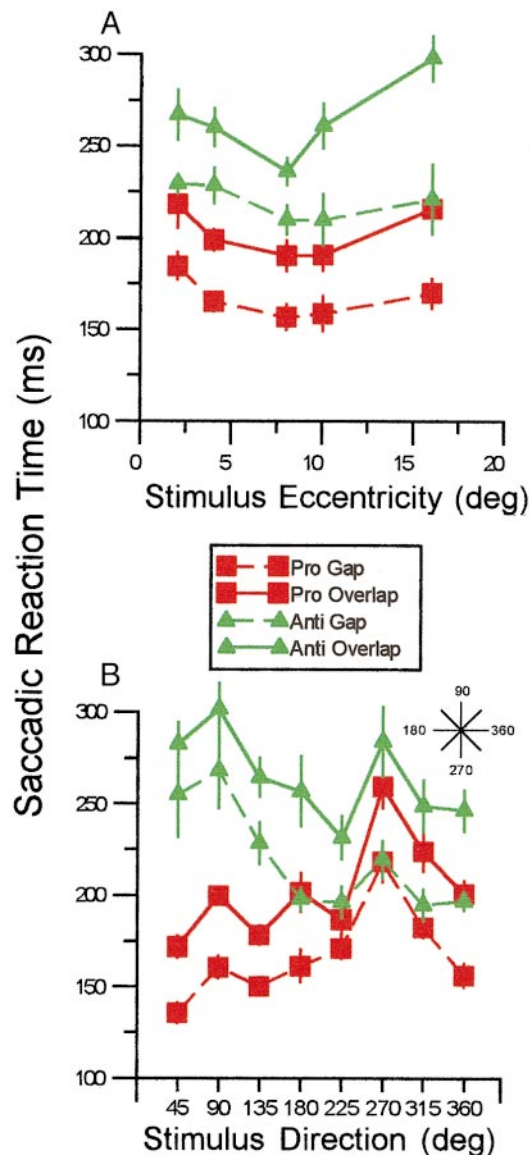 A
300
250
200
150
100
0 5 10 15 20
Stimulus Eccentricity (deg)
Saccadic Reaction Time (ms)
Pro Gap
Pro Overlap
Anti Gap
Anti Overlap
B
300
250
200
150
100
90
180 360
270
45 90 135 180 225 270 315 360
Stimulus Direction (deg)